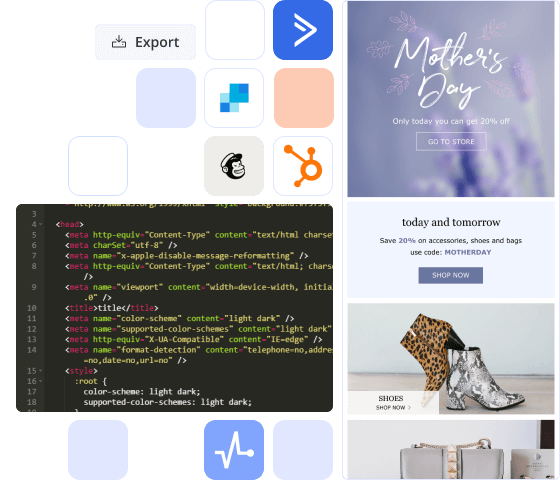 Export
3
4 <head>
5 <meta http-equiv="Content-Type" content="text/html charset
6 <meta charSet="utf-8" />
7 <meta name="x-apple-disable-message-reformatting" />
8 <meta http-equiv="Content-Type" content="text/html; chars
/>
9 <meta name="viewport" content="width=device-width, initia
.0" />
10 <title>title</title>
11 <meta name="color-scheme" content="light dark" />
12 <meta name="supported-color-schemes" content="light dark"
13 <meta http-equiv="X-UA-Compatible" content="IE=edge" />
14 <meta name="format-detection" content="telephone=no,addres
=no,date=no,url=no" />
15 <style>
16 :root {
17 color-scheme: light dark;
18 supported-color-schemes: light dark;
}
Mother's
Day
Only today you can get 20% off
GO TO STORE
today and tomorrow
Save 20% on accessories, shoes and bags
use code: MOTHERDAY
SHOP NOW
SHOES
SHOP NOW >